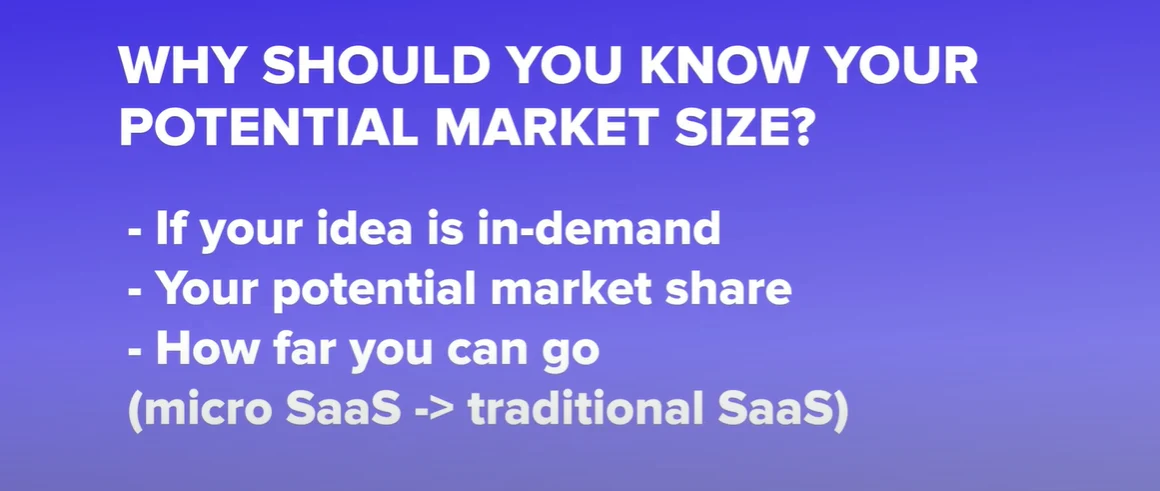 WHY SHOULD YOU KNOW YOUR
POTENTIAL MARKET SIZE?
- If your idea is in-demand
- Your potential market share
- How far you can go
(micro SaaS -> traditional SaaS)